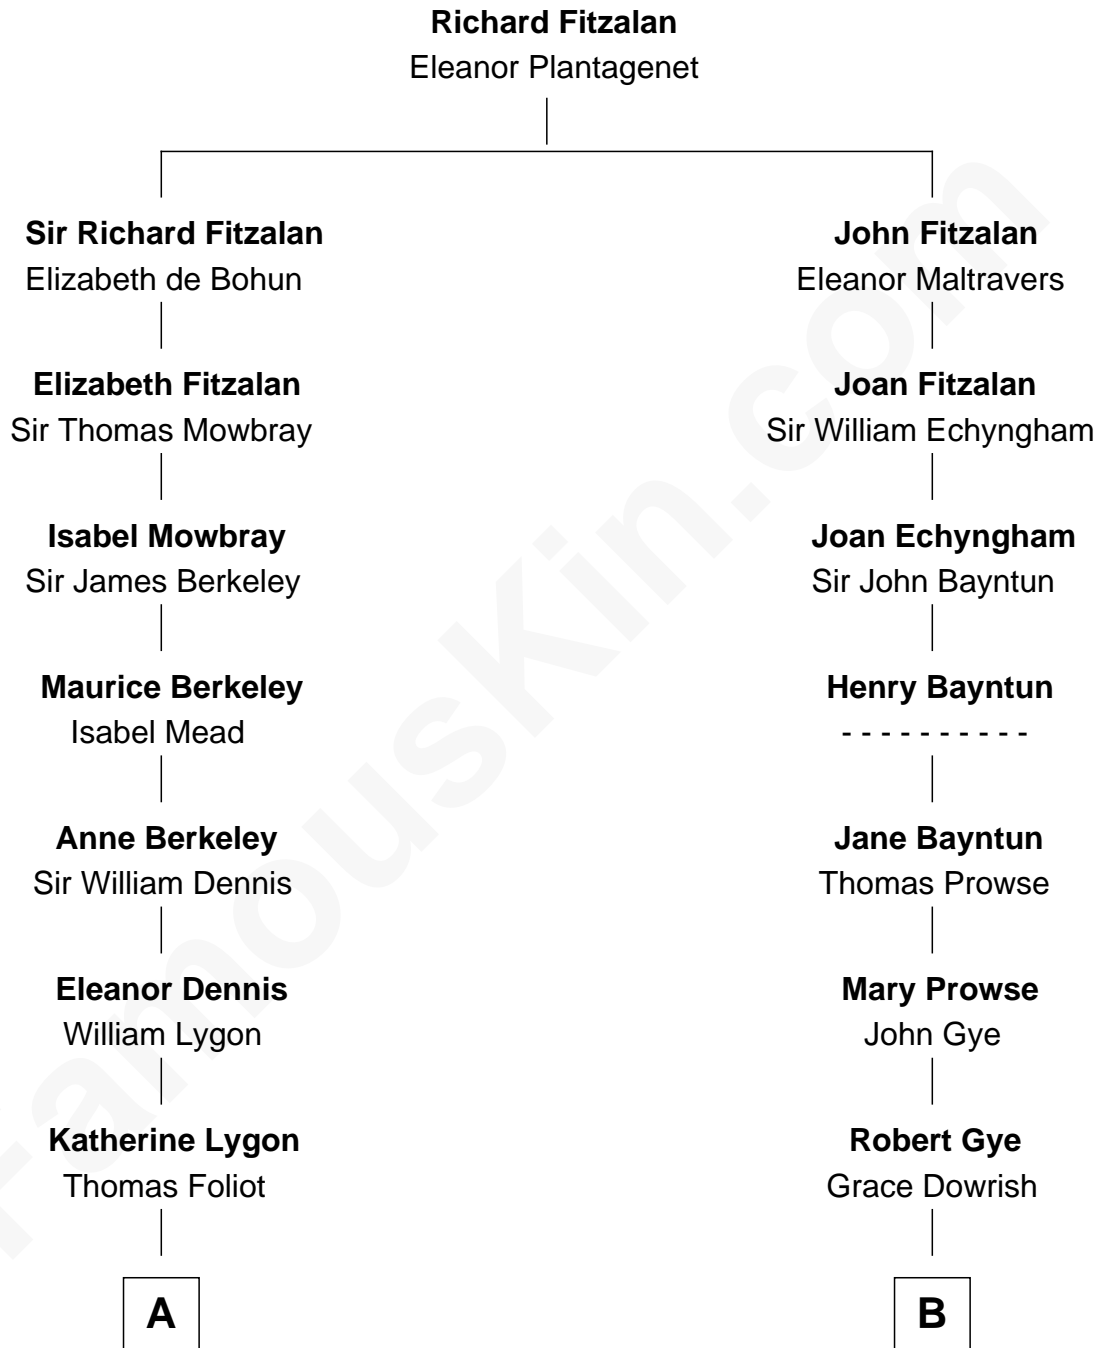 Richard Fitzalan
Eleanor Plantagenet
Sir Richard Fitzalan
Elizabeth de Bohun
Elizabeth Fitzalan
Sir Thomas Mowbray
Isabel Mowbray
Sir James Berkeley
Maurice Berkeley
Isabel Mead
Anne Berkeley
Sir William Dennis
Eleanor Dennis
William Lygon
Katherine Lygon
Thomas Foliot
A
John Fitzalan
Eleanor Maltravers
Joan Fitzalan
Sir William Echyngham
Joan Echyngham
Sir John Bayntun
Henry Bayntun
- - - - - - - - - -
Jane Bayntun
Thomas Prowse
Mary Prowse
John Gye
Robert Gye
Grace Dowrish
B
FamousKin.com